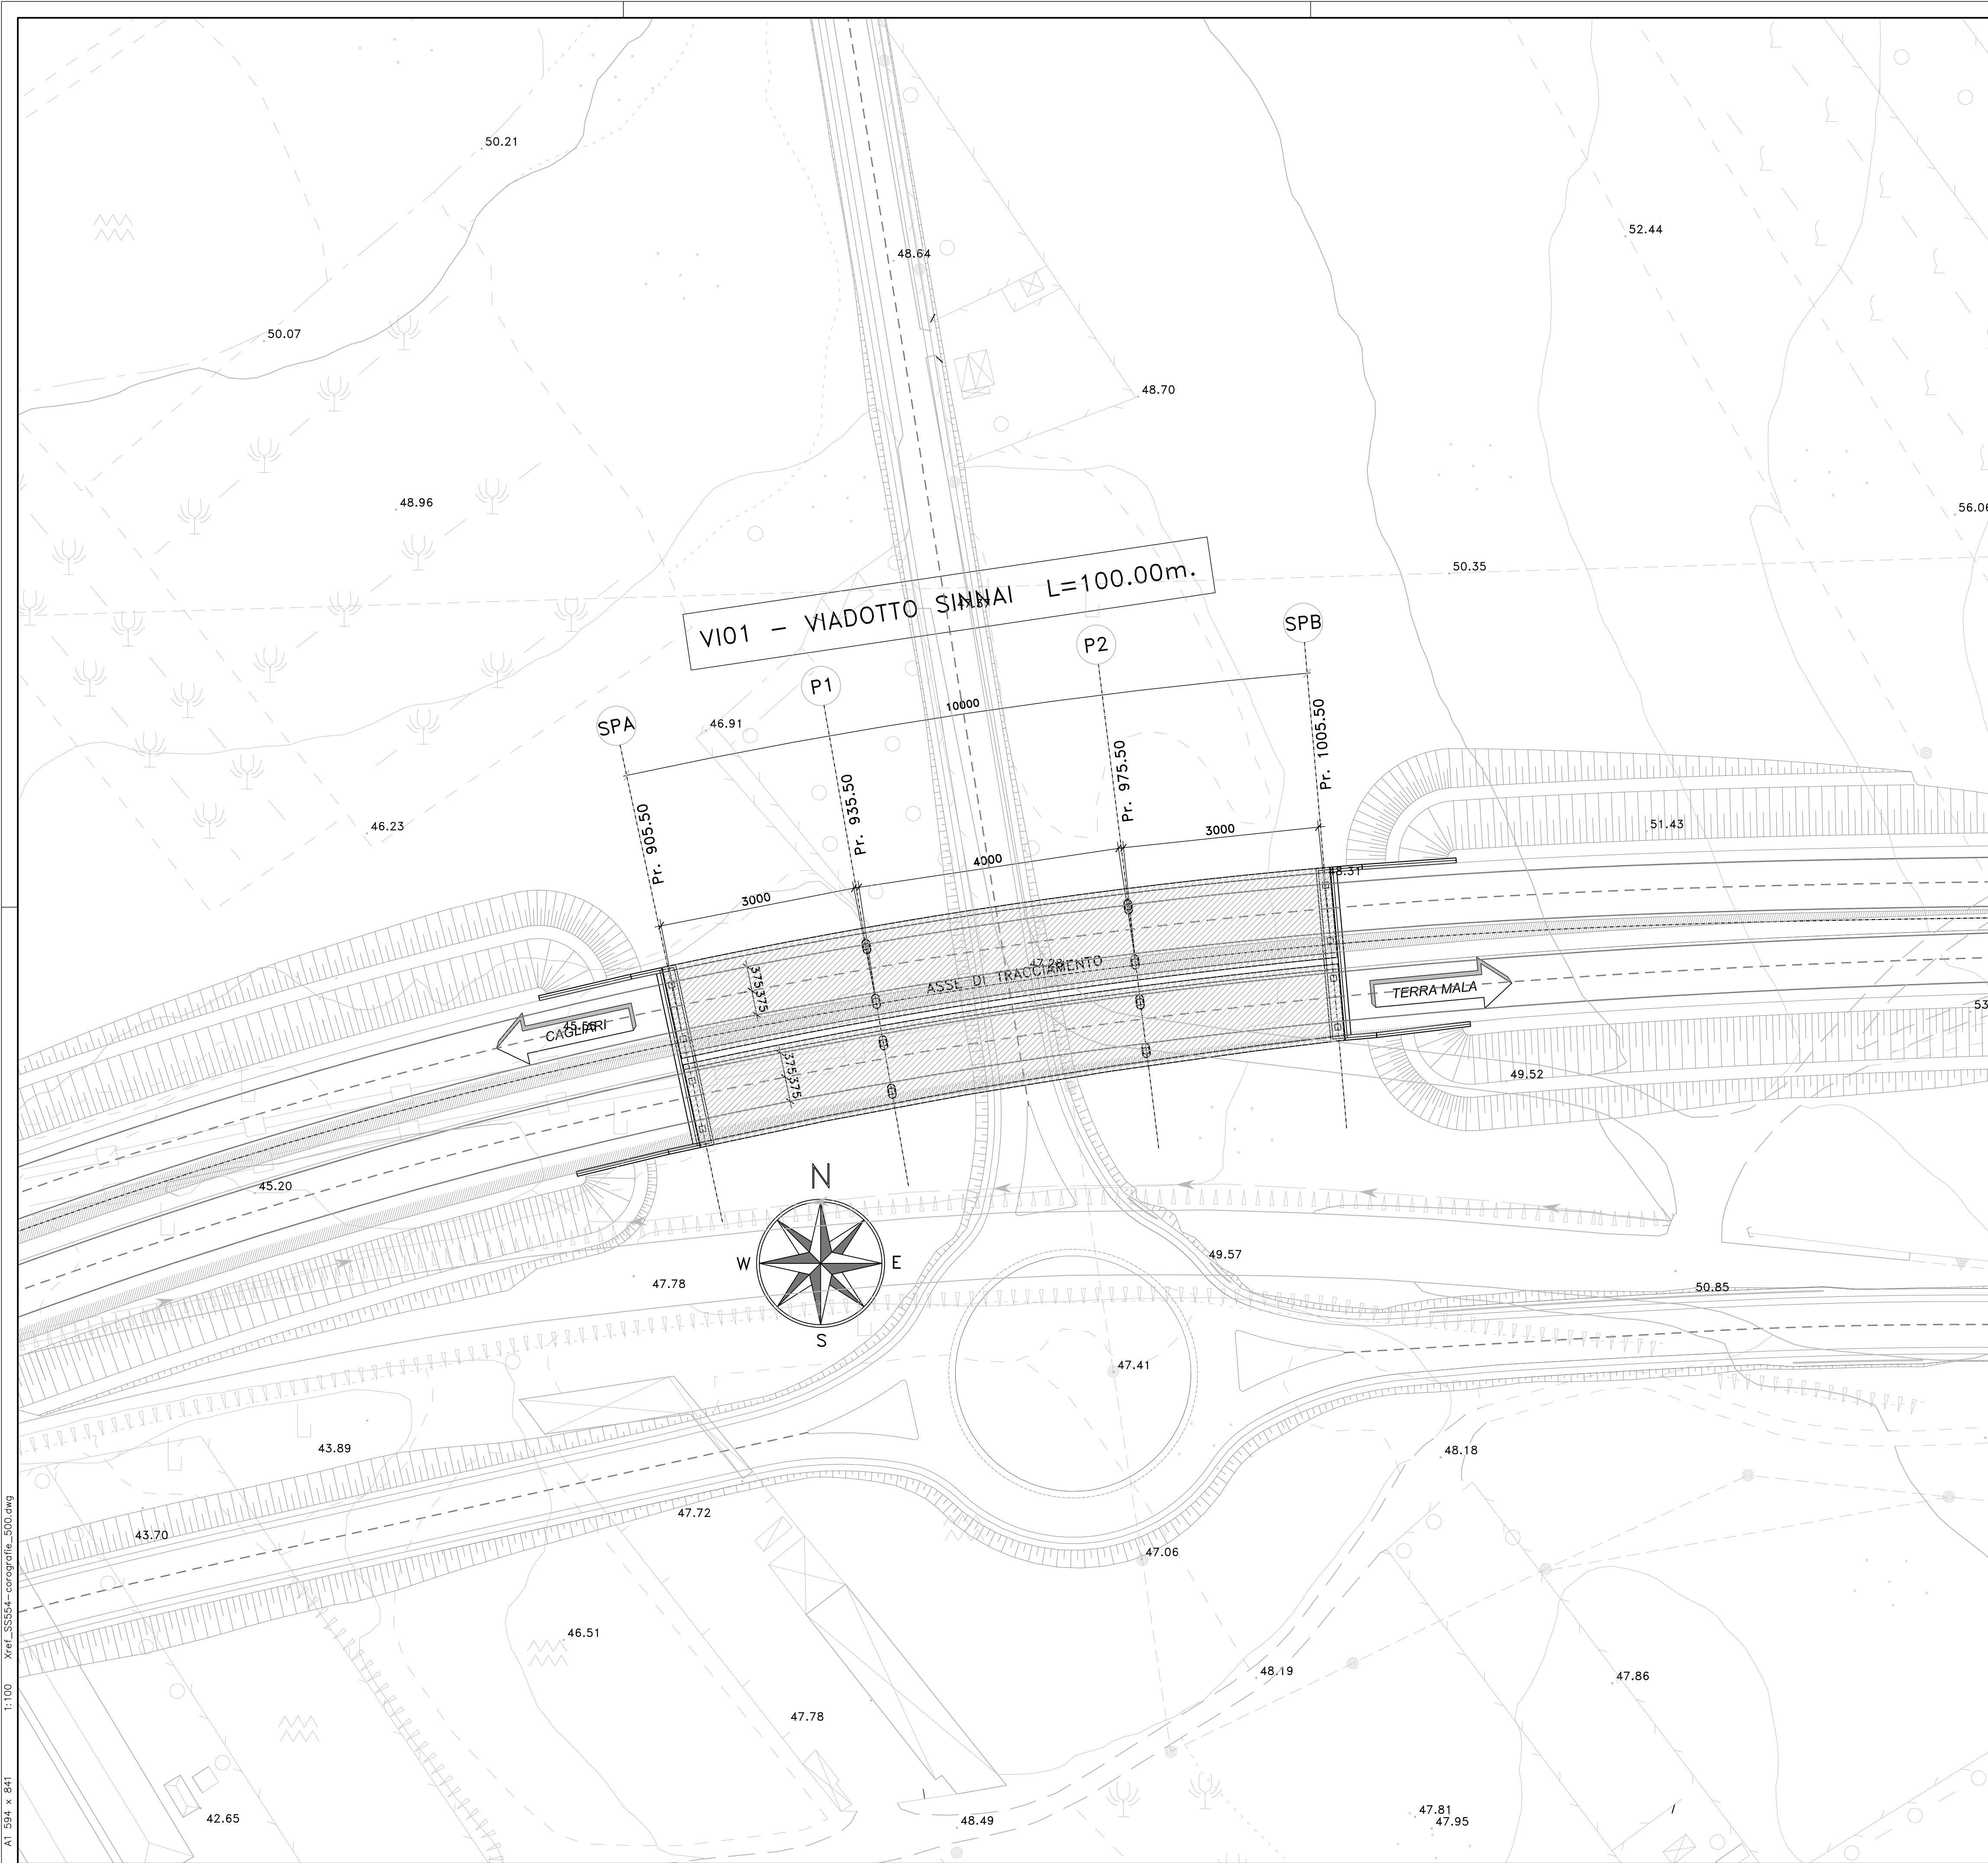 50.21
52.44
48.64
50.07
48.70
48.96
56.06
50.35
VI01 - VIADOTTO SINNAI L=100.00m.
SPB
P2
P1
SPA
46.91
10000
Pr. 1005.50
Pr. 975.50
Pr. 935.50
Pr. 905.50
46.23
51.43
3000
4000
3000
48.31
375
375
47.28
ASSE DI TRACCIAMENTO
TERRA MALA
CAGLIARI
375
375
49.52
45.20
N
W
E
S
49.57
47.78
50.85
47.41
43.89
48.18
47.72
43.70
47.06
46.51
48.19
47.86
47.78
47.81
47.95
42.65
48.49
A1 594 x 841
1:100
Xref_SS554-corografie_500.dwg